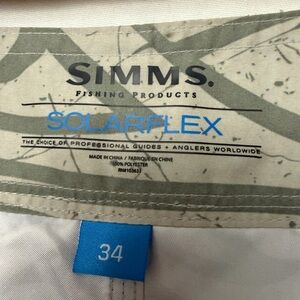 SIMMS.
FISHING PRODUCTS
SOLARFLEX
THE CHOICE OF PROFESSIONAL GUIDES + ANGLERS WORLDWIDE
MADE IN CHINA / FABRIQUÉ EN CHINE
100% POLYESTER
34